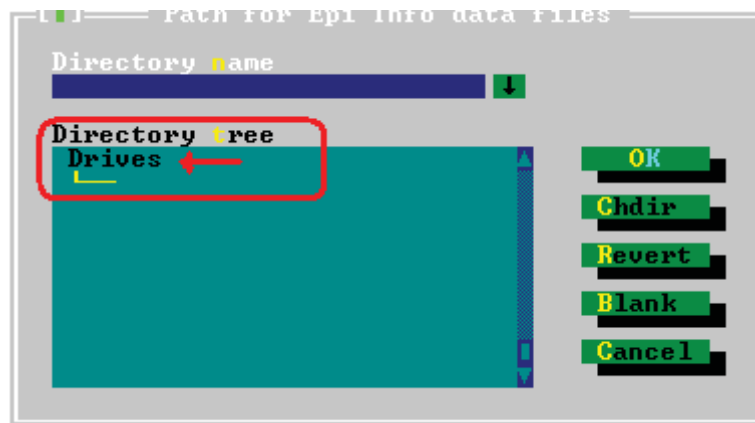 [ ] Path for Epi Info data files
Directory name
↓
Directory tree
Drives
OK
Chdir
Revert
Blank
Cancel